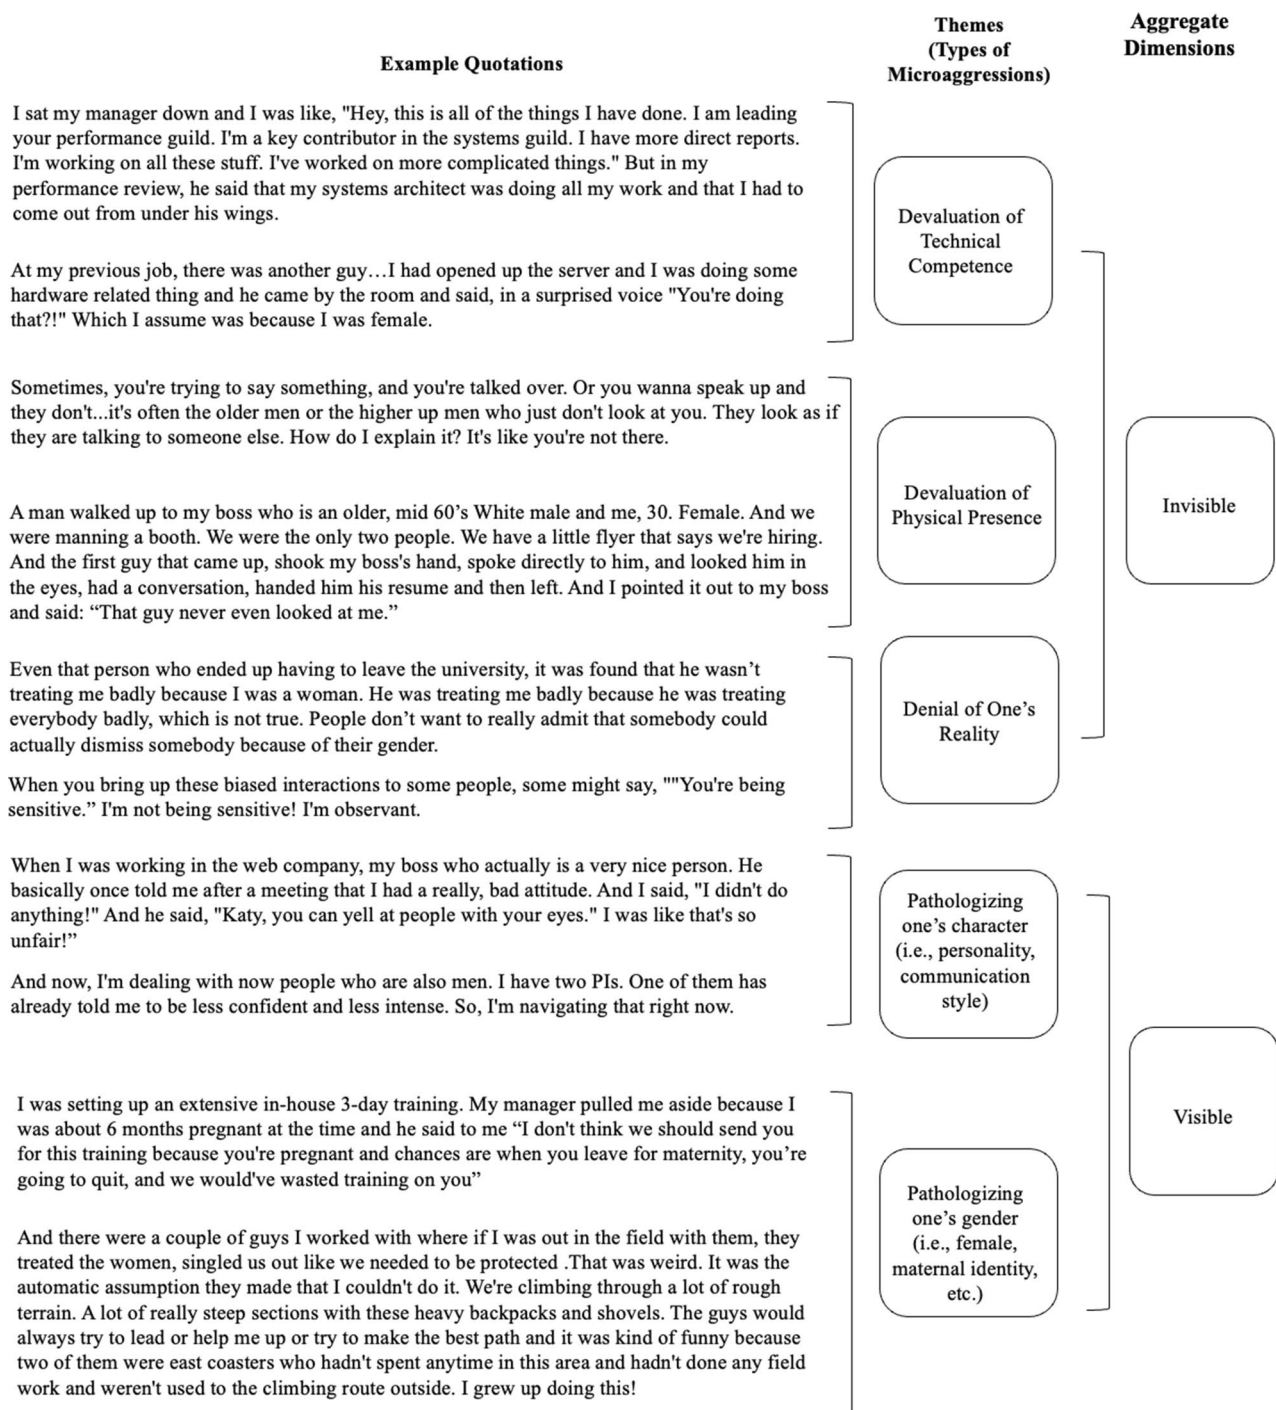 Example Quotations
Themes
(Types of
Microaggressions)
Aggregate
Dimensions
I sat my manager down and I was like, "Hey, this is all of the things I have done. I am leading
your performance guild. I'm a key contributor in the systems guild. I have more direct reports.
I'm working on all these stuff. I've worked on more complicated things." But in my
performance review, he said that my systems architect was doing all my work and that I had to
come out from under his wings.
At my previous job, there was another guy…I had opened up the server and I was doing some
hardware related thing and he came by the room and said, in a surprised voice "You're doing
that?!" Which I assume was because I was female.
Devaluation of
Technical
Competence
Sometimes, you're trying to say something, and you're talked over. Or you wanna speak up and
they don't...it's often the older men or the higher up men who just don't look at you. They look as if
they are talking to someone else. How do I explain it? It's like you're not there.
A man walked up to my boss who is an older, mid 60’s White male and me, 30. Female. And we
were manning a booth. We were the only two people. We have a little flyer that says we're hiring.
And the first guy that came up, shook my boss's hand, spoke directly to him, and looked him in
the eyes, had a conversation, handed him his resume and then left. And I pointed it out to my boss
and said: “That guy never even looked at me.”
Devaluation of
Physical Presence
Invisible
Even that person who ended up having to leave the university, it was found that he wasn’t
treating me badly because I was a woman. He was treating me badly because he was treating
everybody badly, which is not true. People don’t want to really admit that somebody could
actually dismiss somebody because of their gender.
When you bring up these biased interactions to some people, some might say, ""You're being
sensitive.” I'm not being sensitive! I'm observant.
Denial of One’s
Reality
When I was working in the web company, my boss who actually is a very nice person. He
basically once told me after a meeting that I had a really, bad attitude. And I said, "I didn't do
anything!" And he said, "Katy, you can yell at people with your eyes." I was like that's so
unfair!”
And now, I'm dealing with now people who are also men. I have two PIs. One of them has
already told me to be less confident and less intense. So, I'm navigating that right now.
Pathologizing
one’s character
(i.e., personality,
communication
style)
I was setting up an extensive in-house 3-day training. My manager pulled me aside because I
was about 6 months pregnant at the time and he said to me “I don't think we should send you
for this training because you're pregnant and chances are when you leave for maternity, you’re
going to quit, and we would've wasted training on you”
And there were a couple of guys I worked with where if I was out in the field with them, they
treated the women, singled us out like we needed to be protected .That was weird. It was the
automatic assumption they made that I couldn't do it. We're climbing through a lot of rough
terrain. A lot of really steep sections with these heavy backpacks and shovels. The guys would
always try to lead or help me up or try to make the best path and it was kind of funny because
two of them were east coasters who hadn't spent anytime in this area and hadn't done any field
work and weren't used to the climbing route outside. I grew up doing this!
Pathologizing
one’s gender
(i.e., female,
maternal identity,
etc.)
Visible